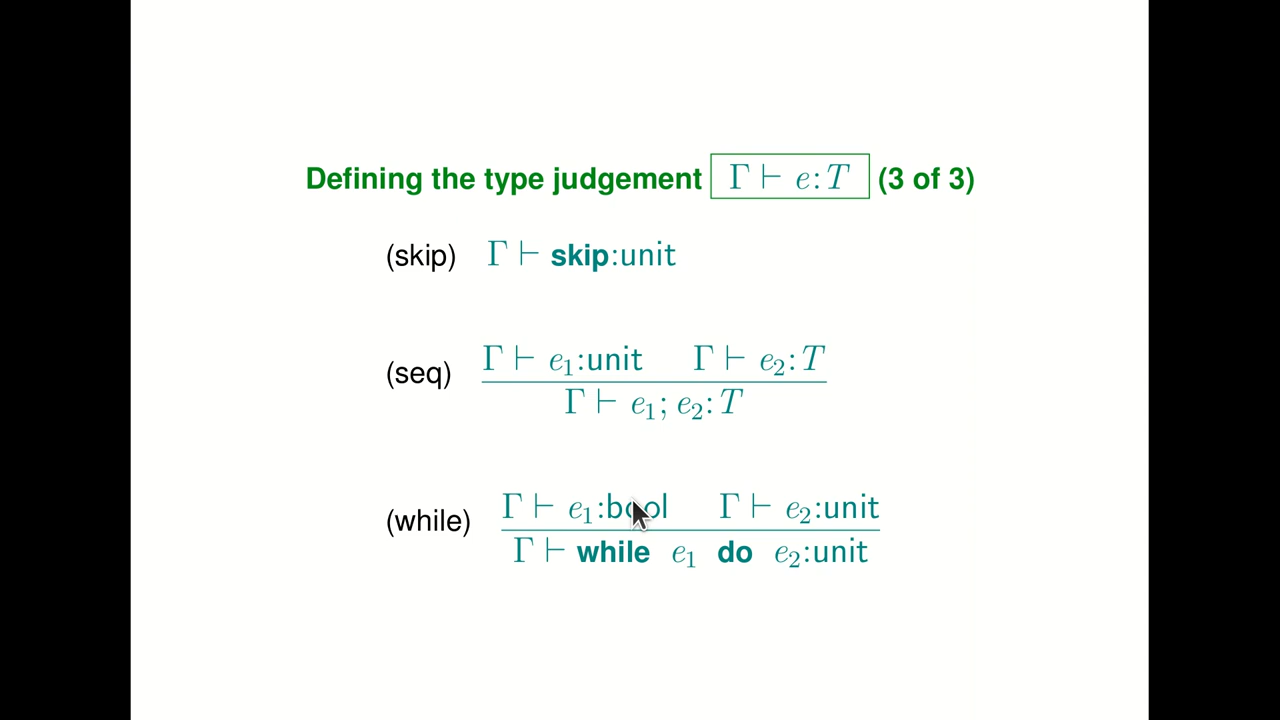 Defining the type judgement Γ ⊢ e:T (3 of 3)
(skip) Γ ⊢ skip:unit
(seq) Γ ⊢ e₁:unit Γ ⊢ e₂:T
Γ ⊢ e₁; e₂:T
(while) Γ ⊢ e₁:bool Γ ⊢ e₂:unit
Γ ⊢ while e₁ do e₂:unit